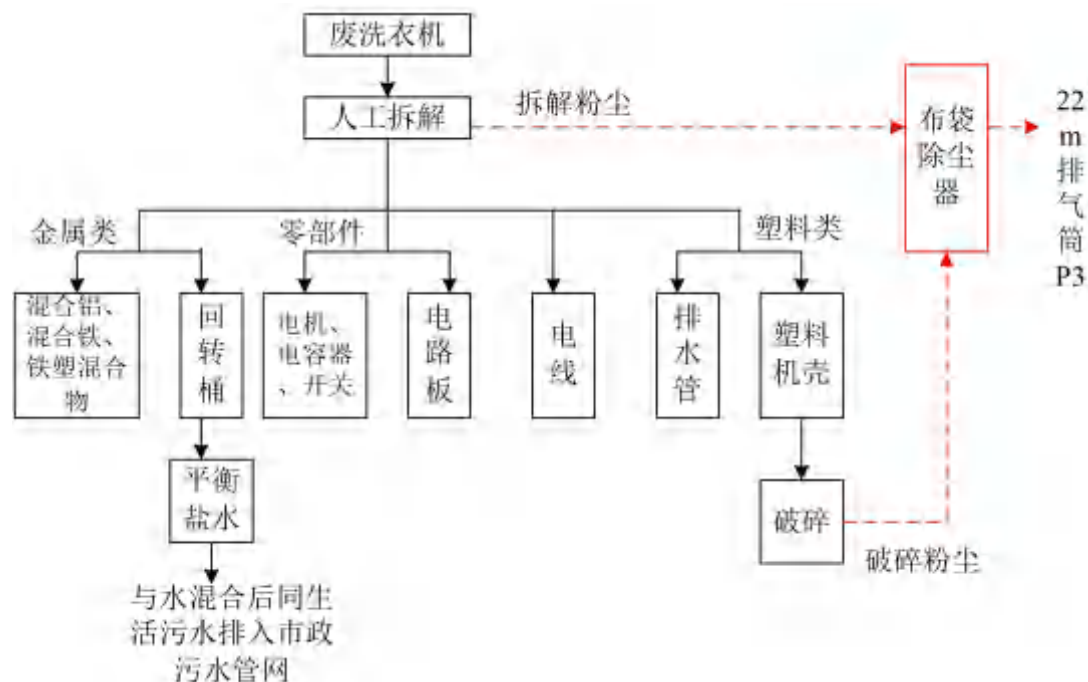 废洗衣机
人工拆解
拆解粉尘
布袋
除尘
器
22
m
排
气
筒
P3
金属类
零部件
塑料类
混合铝、
混合铁、
铁塑混合
物
回
转
桶
电机、
电容器
、开关
电
路
板
电
线
排
水
管
塑料
机壳
平衡
盐水
破碎
破碎粉尘
与水混合后同生
活污水排入市政
污水管网